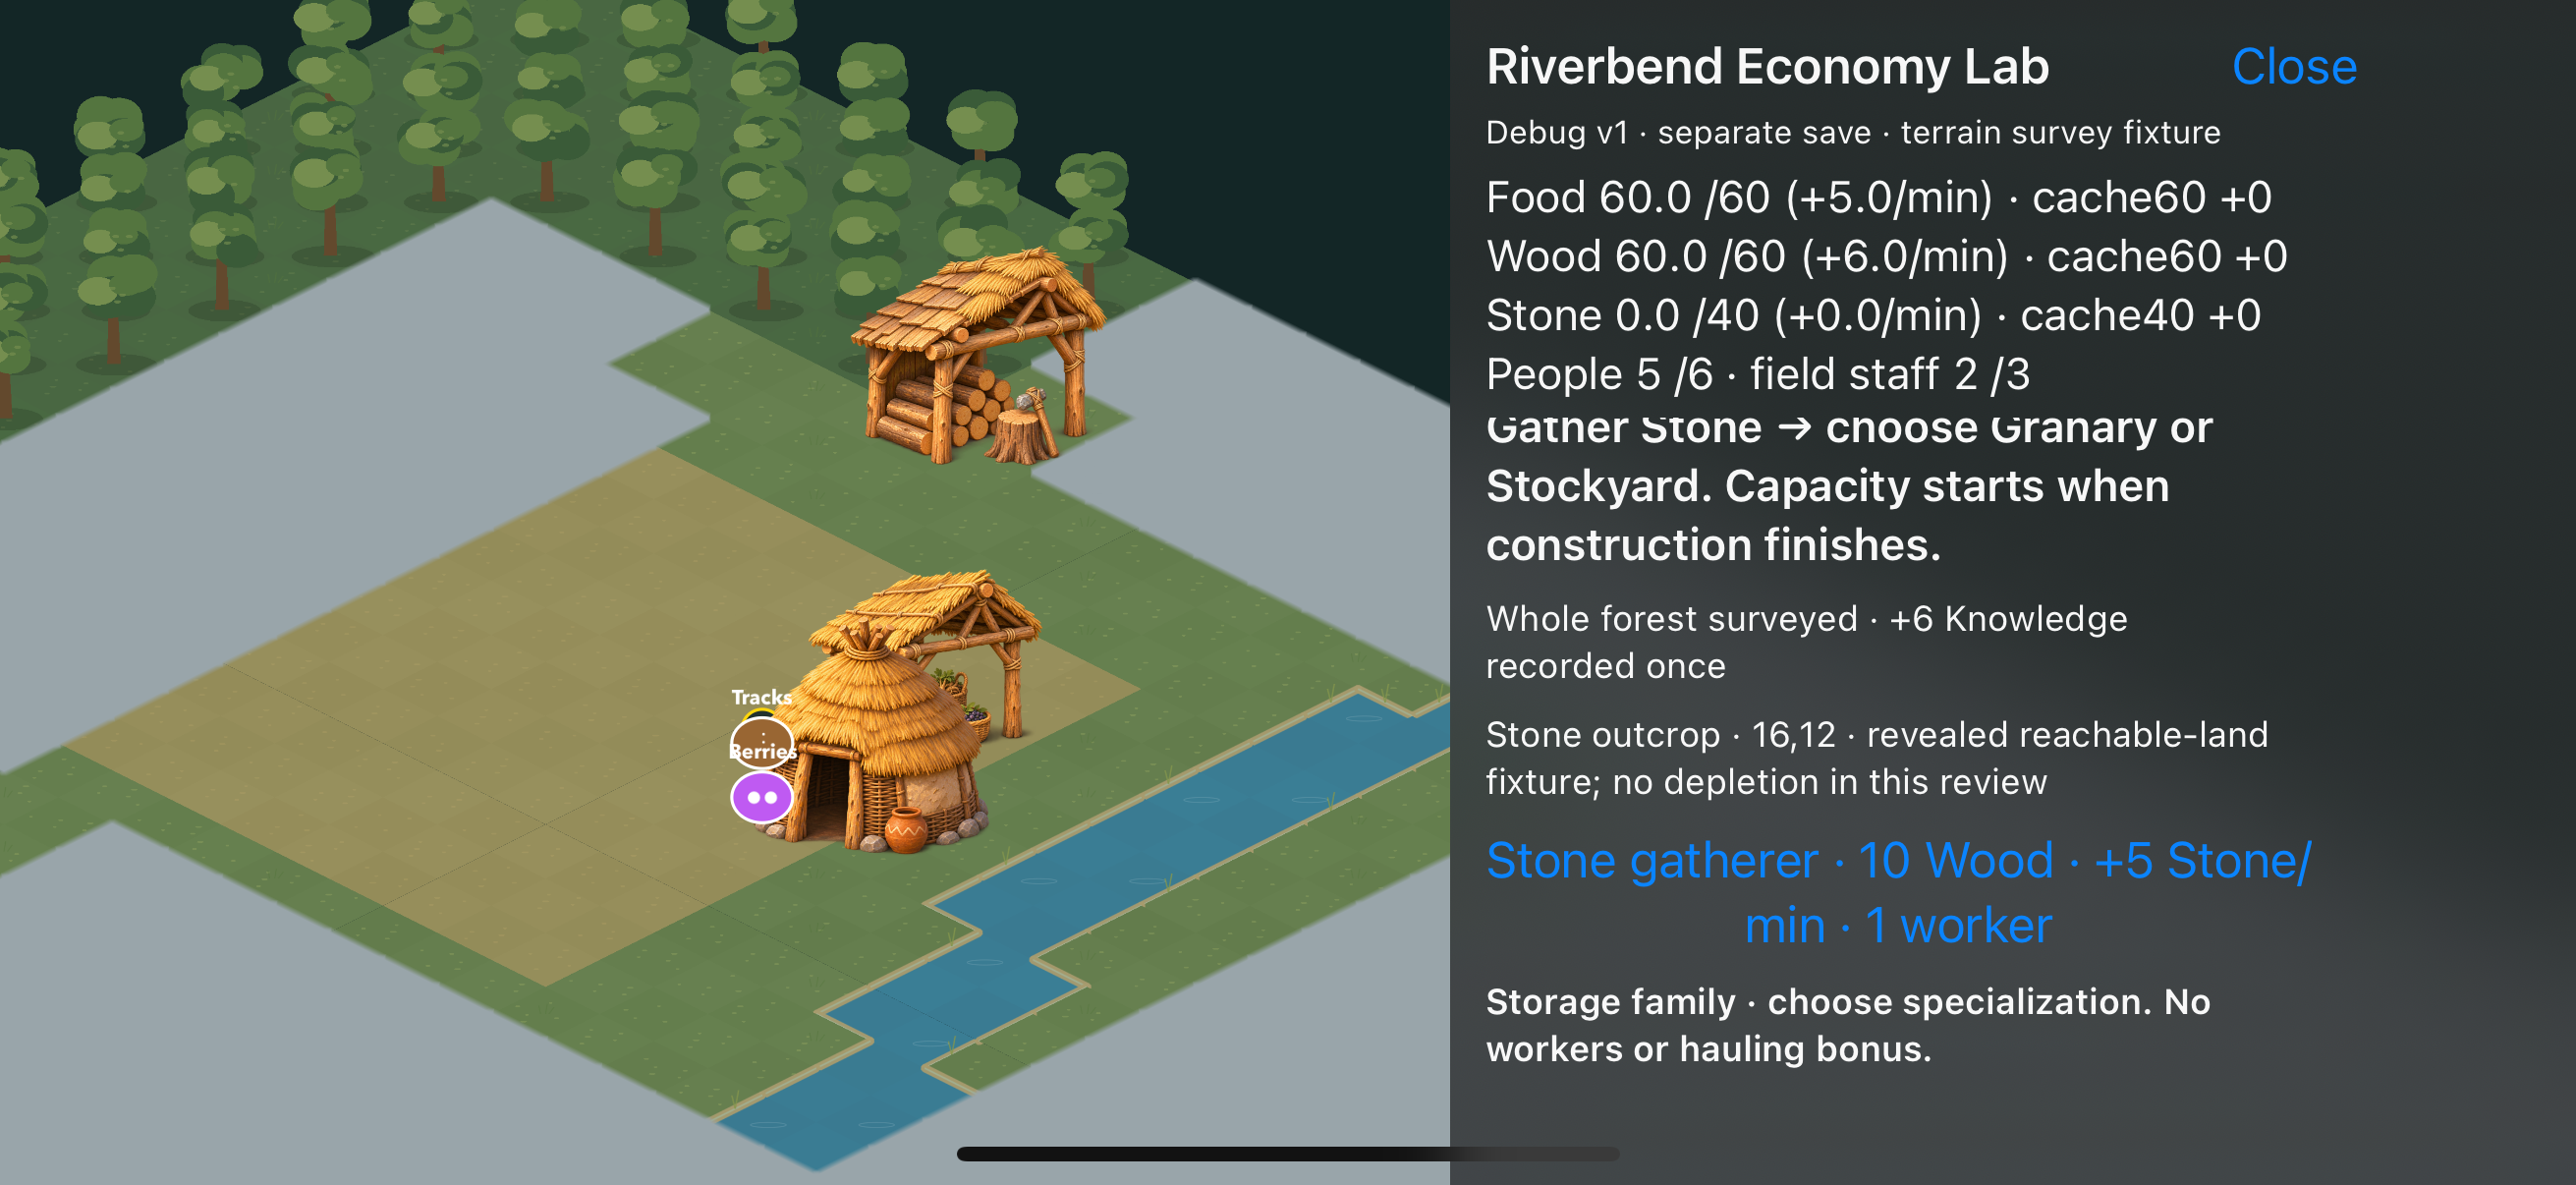 Riverbend Economy Lab
Close
Debug v1 · separate save · terrain survey fixture
Food 60.0 /60 (+5.0/min) · cache60 +0
Wood 60.0 /60 (+6.0/min) · cache60 +0
Stone 0.0 /40 (+0.0/min) · cache40 +0
People 5 /6 · field staff 2 /3
Gather Stone → choose Granary or
Stockyard. Capacity starts when
construction finishes.
Whole forest surveyed · +6 Knowledge
recorded once
Stone outcrop · 16,12 · revealed reachable-land
fixture; no depletion in this review
Stone gatherer · 10 Wood · +5 Stone/
min · 1 worker
Storage family · choose specialization. No
workers or hauling bonus.
Tracks
Berries